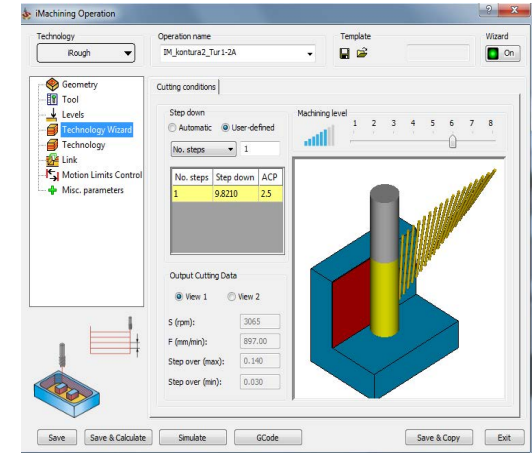 iMachining Operation
Technology
iRough
Operation name
IM_kontura2_Tur1-2A
Template
Wizard
On
Geometry
Tool
Levels
Technology Wizard
Technology
Link
Motion Limits Control
Misc. parameters
Cutting conditions
Step down
Automatic User-defined
No. steps 1
No. steps Step down ACP
1 9.8210 2.5
Machining level
1 2 3 4 5 6 7 8
Output Cutting Data
View 1 View 2
S (rpm): 3065
F (mm/min): 897.00
Step over (max): 0.140
Step over (min): 0.030
Save Save & Calculate Simulate GCode Save & Copy Exit